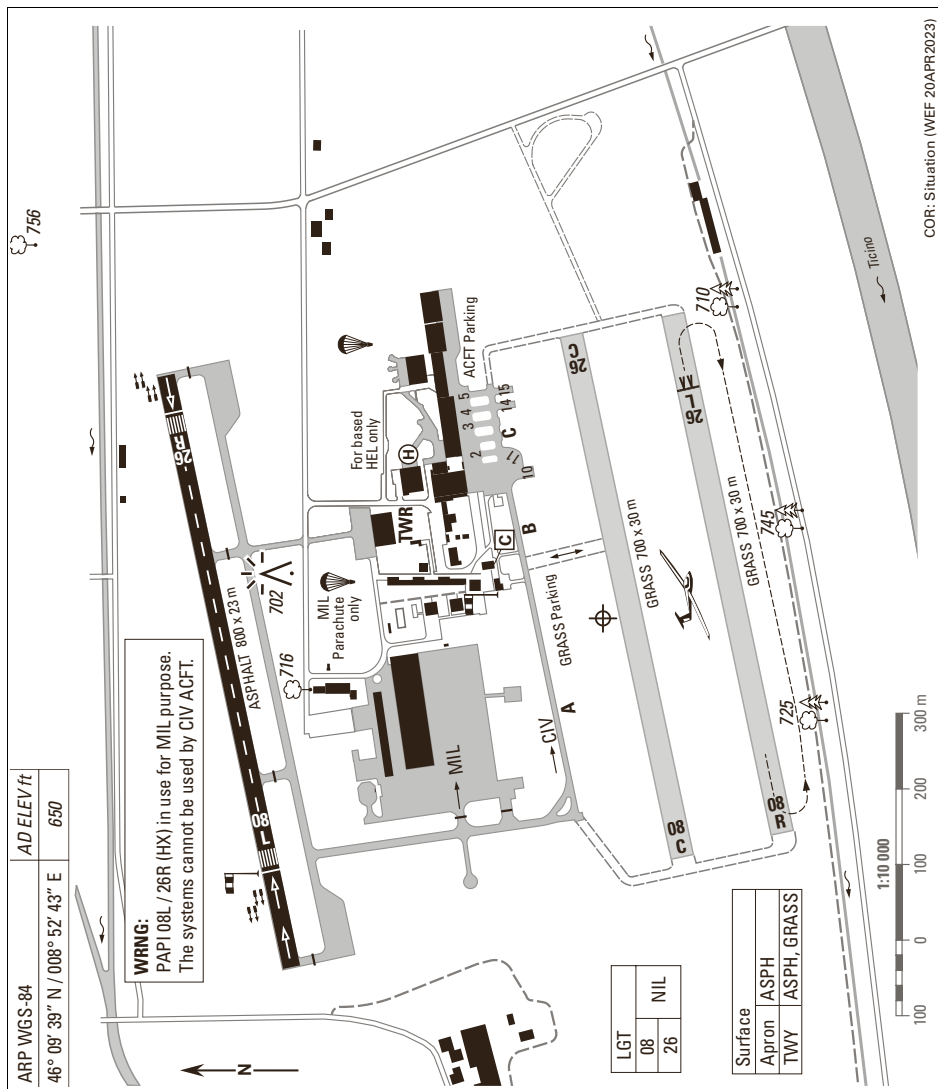 ARP WGS-84
AD ELEV ft
46° 09' 39" N / 008° 52' 43" E
650
WRNG:
PAPI 08L / 26R (HX) in use for MIL purpose.
The systems cannot be used by CIV ACFT.
756
08
L
26
R
ASPHALT 800 x 23 m
702
716
MIL
Parachute
only
For based
HEL only
H
TWR
C
ACFT Parking
2
3
4
5
10
11
14
15
C
B
A
MIL
CIV
GRASS Parking
08
C
26
C
GRASS 700 x 30 m
08
R
26
L
GRASS 700 x 30 m
725
745
710
Ticino
N
LGT
08
26
NIL
Surface
Apron
ASPH
TWY
ASPH, GRASS
1:10 000
100
0
100
200
300 m
COR: Situation (WEF 20APR2023)